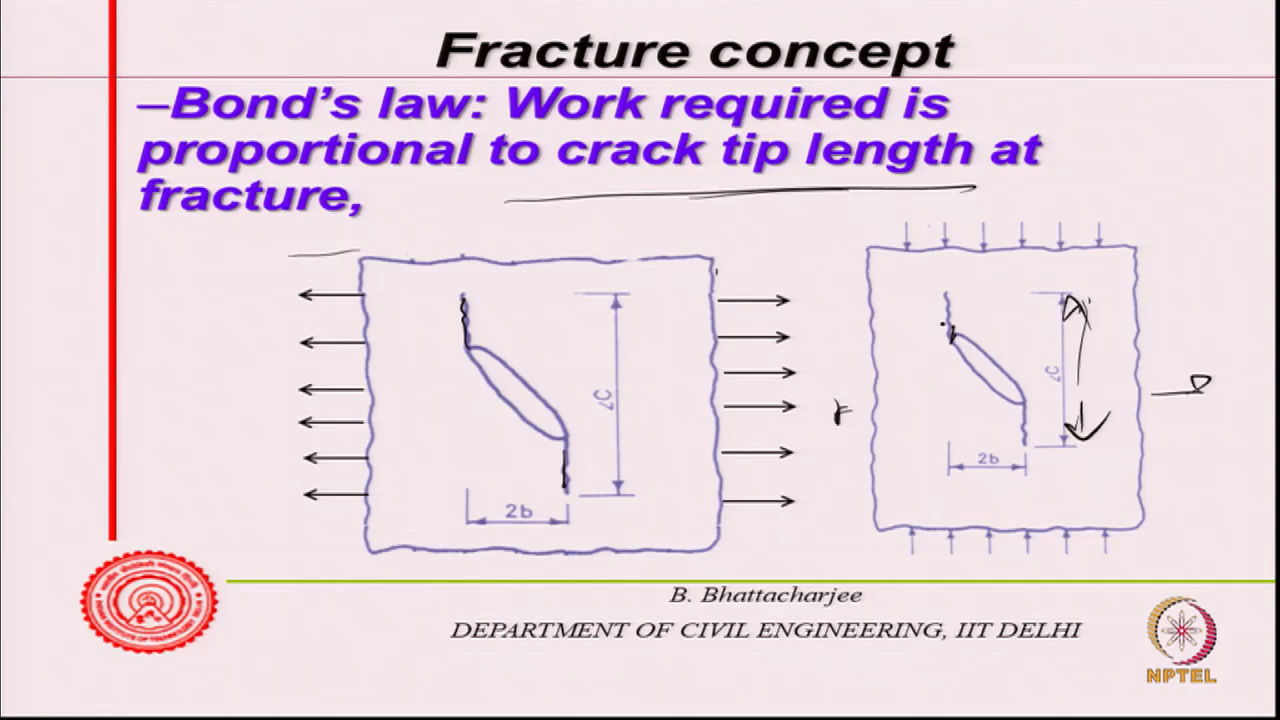 Fracture concept
–Bond's law: Work required is
proportional to crack tip length at
fracture,
2C
2C
2b
2b
B. Bhattacharjee
DEPARTMENT OF CIVIL ENGINEERING, IIT DELHI
NPTEL